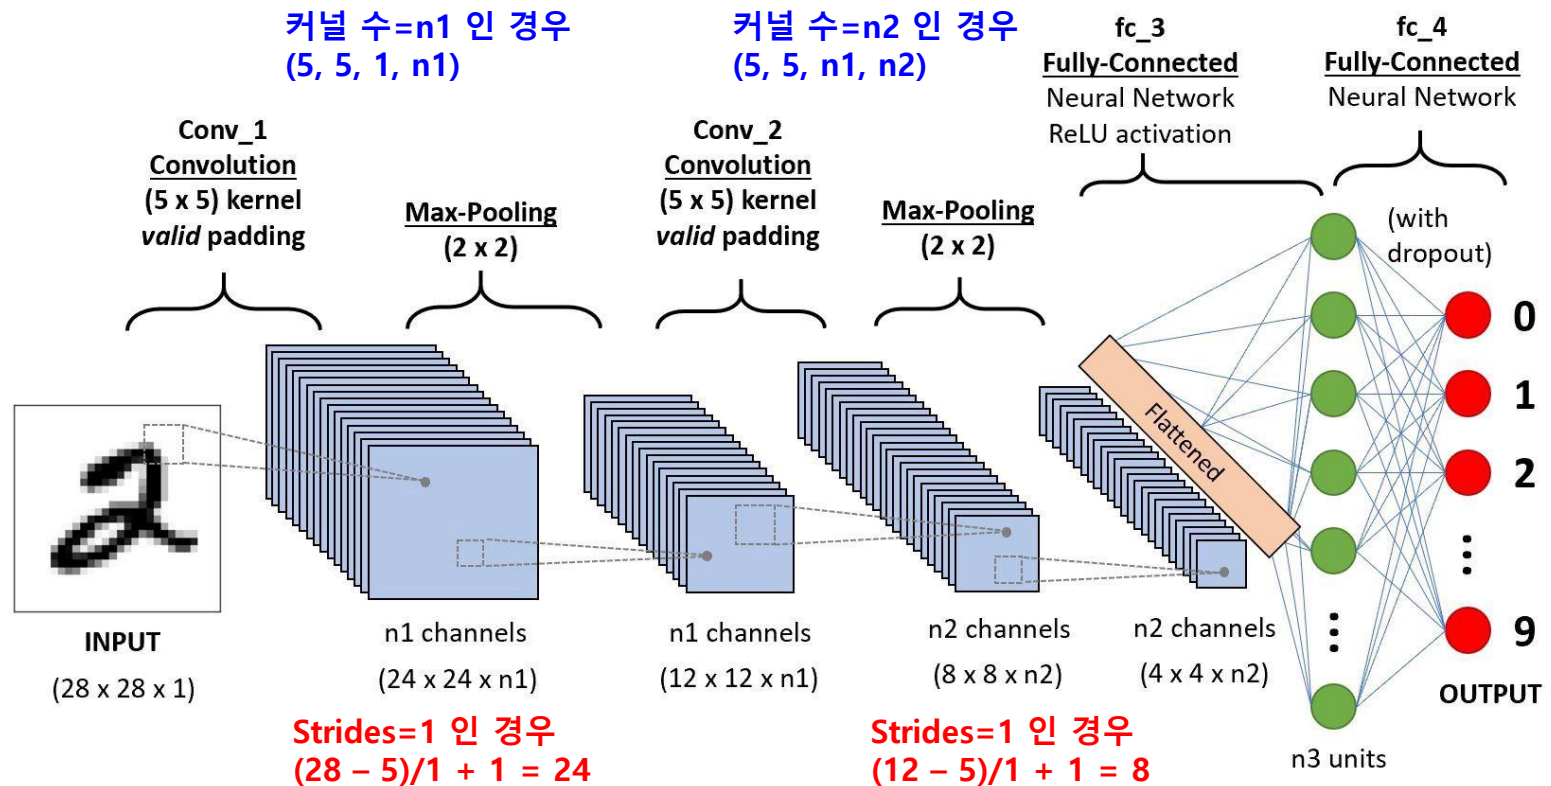 커널 수=n1 인 경우
(5, 5, 1, n1)
커널 수=n2 인 경우
(5, 5, n1, n2)
fc_3
Fully-Connected
Neural Network
ReLU activation
fc_4
Fully-Connected
Neural Network
Conv_1
Convolution
(5 x 5) kernel
valid padding
Max-Pooling
(2 x 2)
Conv_2
Convolution
(5 x 5) kernel
valid padding
Max-Pooling
(2 x 2)
(with
dropout)
Flattened
0
1
2
9
OUTPUT
INPUT
(28 x 28 x 1)
n1 channels
(24 x 24 x n1)
n1 channels
(12 x 12 x n1)
n2 channels
(8 x 8 x n2)
n2 channels
(4 x 4 x n2)
n3 units
Strides=1 인 경우
(28 – 5)/1 + 1 = 24
Strides=1 인 경우
(12 – 5)/1 + 1 = 8